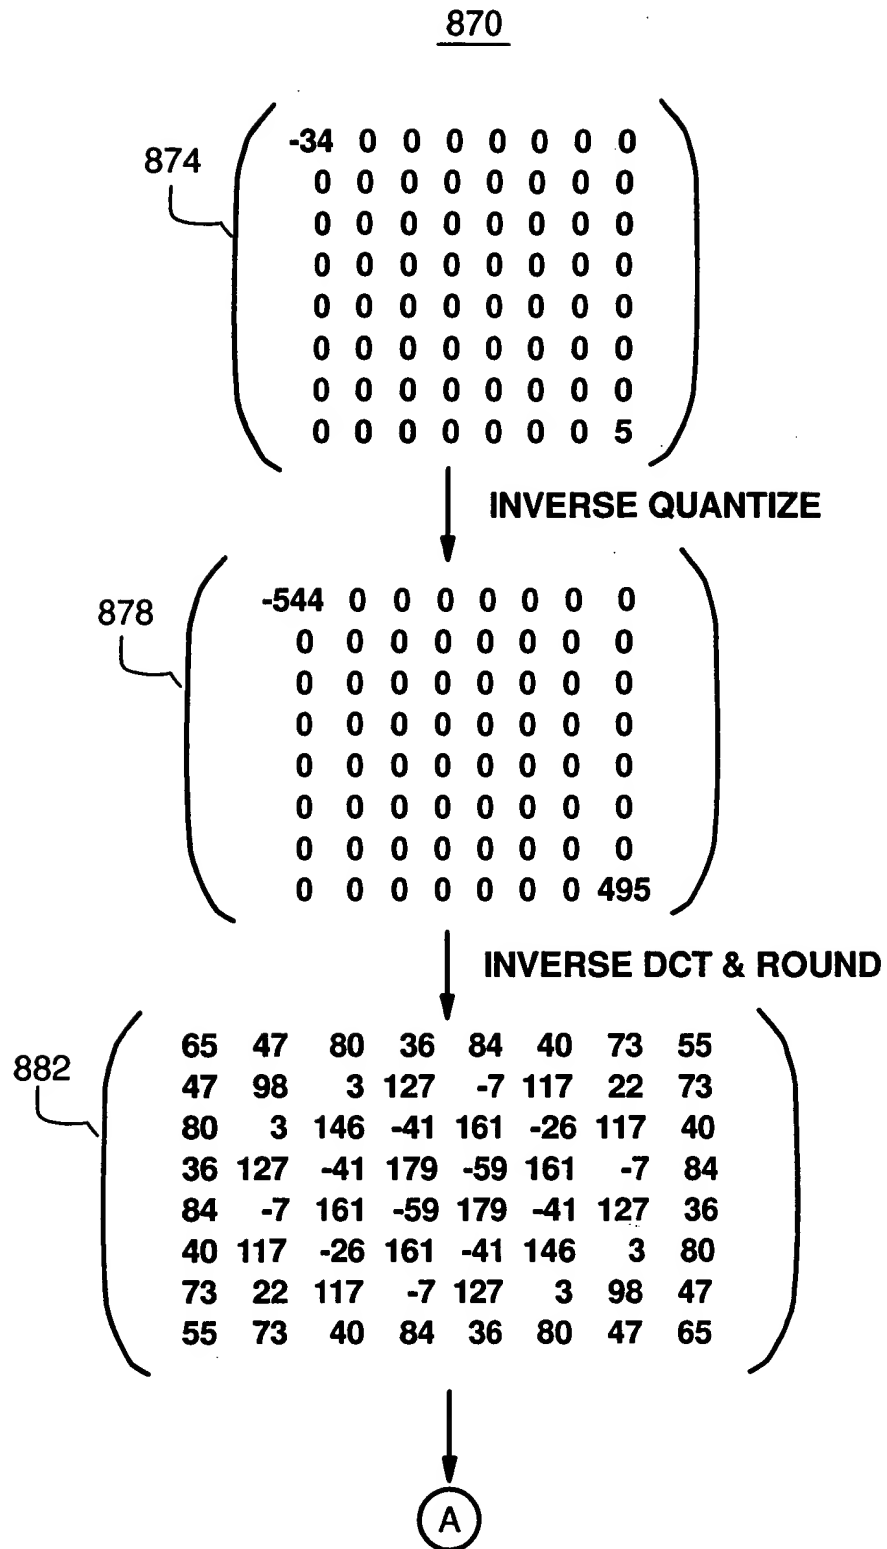 870
874
-34 0 0 0 0 0 0 0
0 0 0 0 0 0 0 0
0 0 0 0 0 0 0 0
0 0 0 0 0 0 0 0
0 0 0 0 0 0 0 0
0 0 0 0 0 0 0 0
0 0 0 0 0 0 0 0
0 0 0 0 0 0 0 5
INVERSE QUANTIZE
878
-544 0 0 0 0 0 0 0
0 0 0 0 0 0 0 0
0 0 0 0 0 0 0 0
0 0 0 0 0 0 0 0
0 0 0 0 0 0 0 0
0 0 0 0 0 0 0 0
0 0 0 0 0 0 0 0
0 0 0 0 0 0 0 495
INVERSE DCT & ROUND
882
65 47 80 36 84 40 73 55
47 98 3 127 -7 117 22 73
80 3 146 -41 161 -26 117 40
36 127 -41 179 -59 161 -7 84
84 -7 161 -59 179 -41 127 36
40 117 -26 161 -41 146 3 80
73 22 117 -7 127 3 98 47
55 73 40 84 36 80 47 65
A